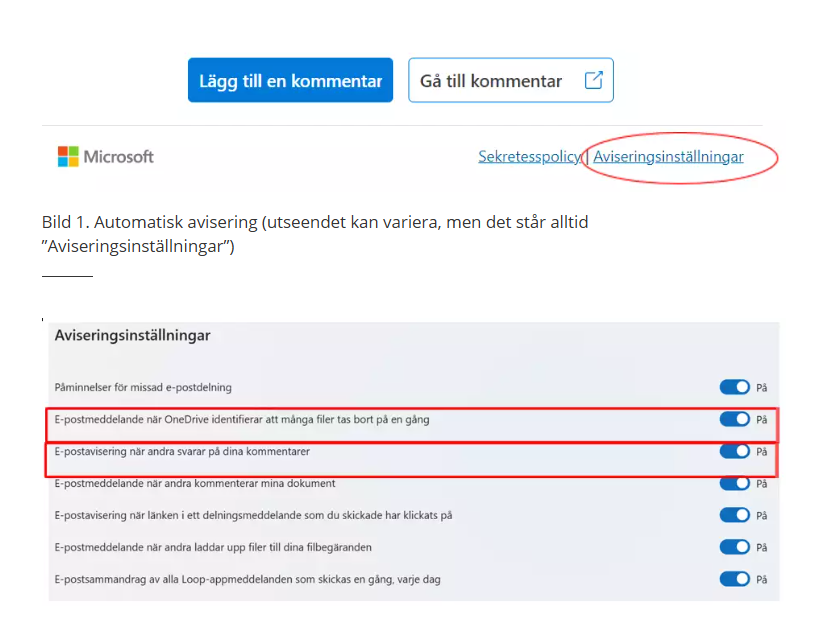 Lägg till en kommentar
Gå till kommentar
Microsoft
Sekretesspolicy | Aviseringsinställningar
Bild 1. Automatisk avisering (utseendet kan variera, men det står alltid
”Aviseringsinställningar”)
Aviseringsinställningar
Påminnelser för missad e-postdelning På
E-postmeddelande när OneDrive identifierar att många filer tas bort på en gång På
E-postavisering när andra svarar på dina kommentarer På
E-postmeddelande när andra kommenterar mina dokument På
E-postavisering när länken i ett delningsmeddelande som du skickade har klickats på På
E-postmeddelande när andra laddar upp filer till dina filbegäranden På
E-postsammandrag av alla Loop-appmeddelanden som skickas en gång, varje dag På